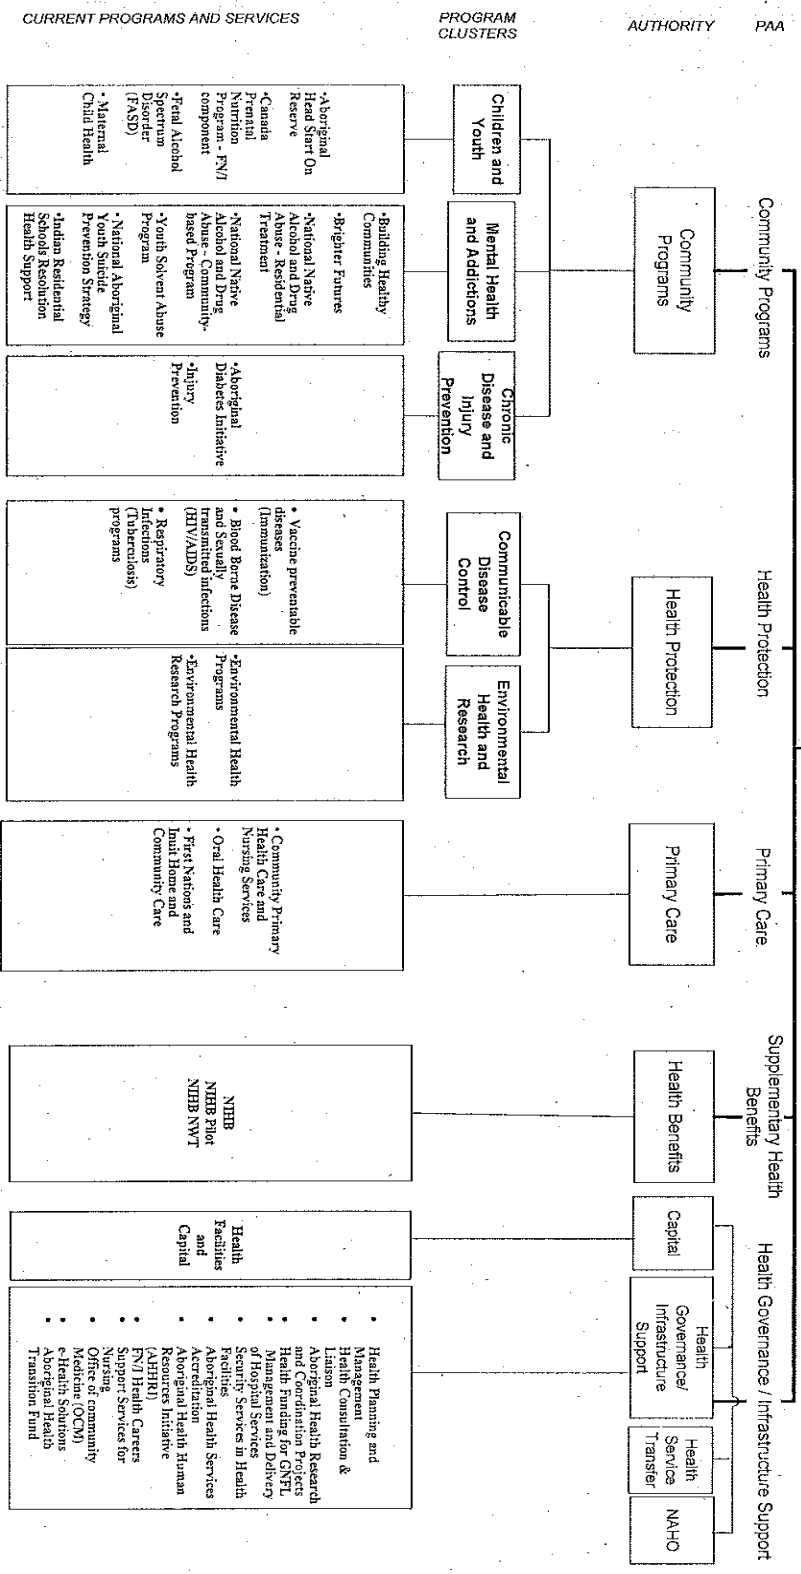 CURRENT PROGRAMS AND SERVICES
PROGRAM
CLUSTERS
AUTHORITY
PAA
Community Programs
Health Protection
Primary Care
Supplementary Health
Benefits
Health Governance / Infrastructure Support
Community
Programs
Health Protection
Primary Care
Health Benefits
Capital
Health
Governance/
Infrastructure
Support
Health
Service
Transfer
NAHO
Children and
Youth
Mental Health
and Addictions
Chronic
Disease and
Injury
Prevention
Communicable
Disease
Control
Environmental
Health and
Research
•Aboriginal
Head Start On
Reserve
•Canada
Prenatal
Nutrition
Program - FN/I
component
•Fetal Alcohol
Spectrum
Disorder
(FASD)
• Maternal
Child Health
•Building Healthy
Communities
•Brighter Futures
•National Native
Alcohol and Drug
Abuse - Residential
Treatment
•National Native
Alcohol and Drug
Abuse - Community-
based Program
•Youth Solvent Abuse
Program
• National Aboriginal
Youth Suicide
Prevention Strategy
•Indian Residential
Schools Resolution
Health Support
•Aboriginal
Diabetes Initiative
•Injury
Prevention
• Vaccine preventable
diseases
(Immunization)
• Blood Borne Disease
and Sexually
transmitted infections
(HIV/AIDS)
• Respiratory
Infections
(Tuberculosis)
programs
•Environmental Health
Programs
•Environmental Health
Research Programs
• Community Primary
Health Care and
Nursing Services
• Oral Health Care
• First Nations and
Inuit Home and
Community Care
NIHB
NIHB Pilot
NIHB NWT
Health
Facilities
and
Capital
• Health Planning and
Management
• Health Consultation &
Liaison
• Aboriginal Health Research
and Coordination Projects
• Health Funding for GNFL
• Management and Delivery
of Hospital Services
• Security Services in Health
Facilities
• Aboriginal Health Services
Accreditation
• Aboriginal Health Human
Resources Initiative
(AHHRI)
• FN/I Health Careers
• Support Services for
Nursing
• Office of community
Medicine (OCM)
• e-Health Solutions
• Aboriginal Health
Transition Fund